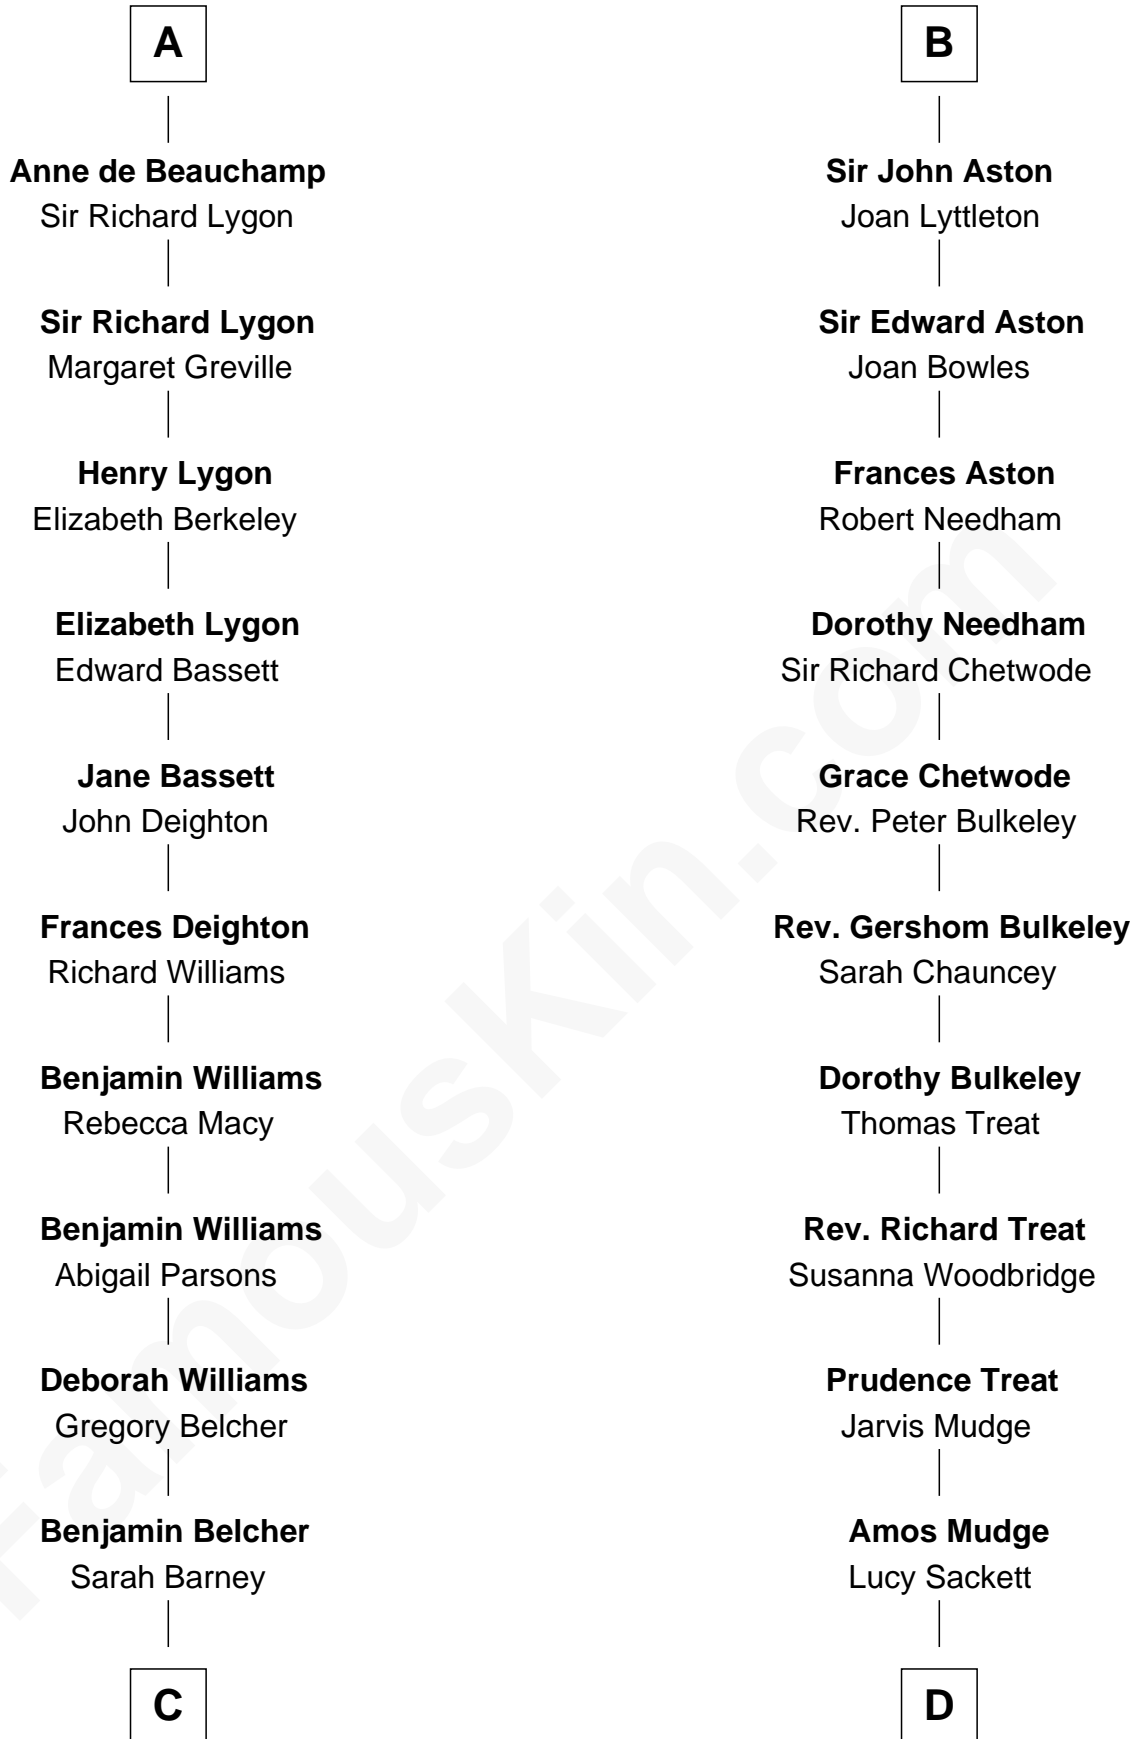 A
Anne de Beauchamp
Sir Richard Lygon
Sir Richard Lygon
Margaret Greville
Henry Lygon
Elizabeth Berkeley
Elizabeth Lygon
Edward Bassett
Jane Bassett
John Deighton
Frances Deighton
Richard Williams
Benjamin Williams
Rebecca Macy
Benjamin Williams
Abigail Parsons
Deborah Williams
Gregory Belcher
Benjamin Belcher
Sarah Barney
C
B
Sir John Aston
Joan Lyttleton
Sir Edward Aston
Joan Bowles
Frances Aston
Robert Needham
Dorothy Needham
Sir Richard Chetwode
Grace Chetwode
Rev. Peter Bulkeley
Rev. Gershom Bulkeley
Sarah Chauncey
Dorothy Bulkeley
Thomas Treat
Rev. Richard Treat
Susanna Woodbridge
Prudence Treat
Jarvis Mudge
Amos Mudge
Lucy Sackett
D
FamousKin.com